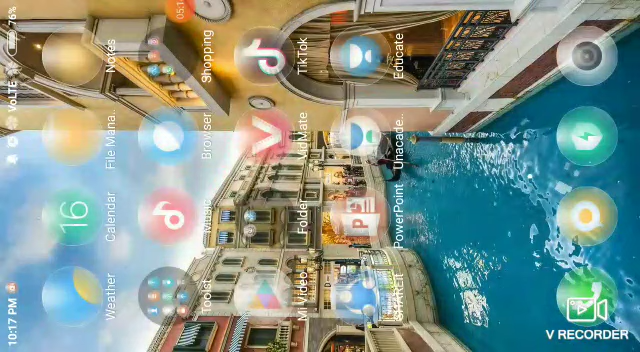 10:17 PM VoLTE 76%
16
Weather Calendar File Mana.. Notes
Music Browser Shopping
Mi Video Folder VidMate TikTok
SHAREit PowerPoint Unacade.. Educate
V RECORDER